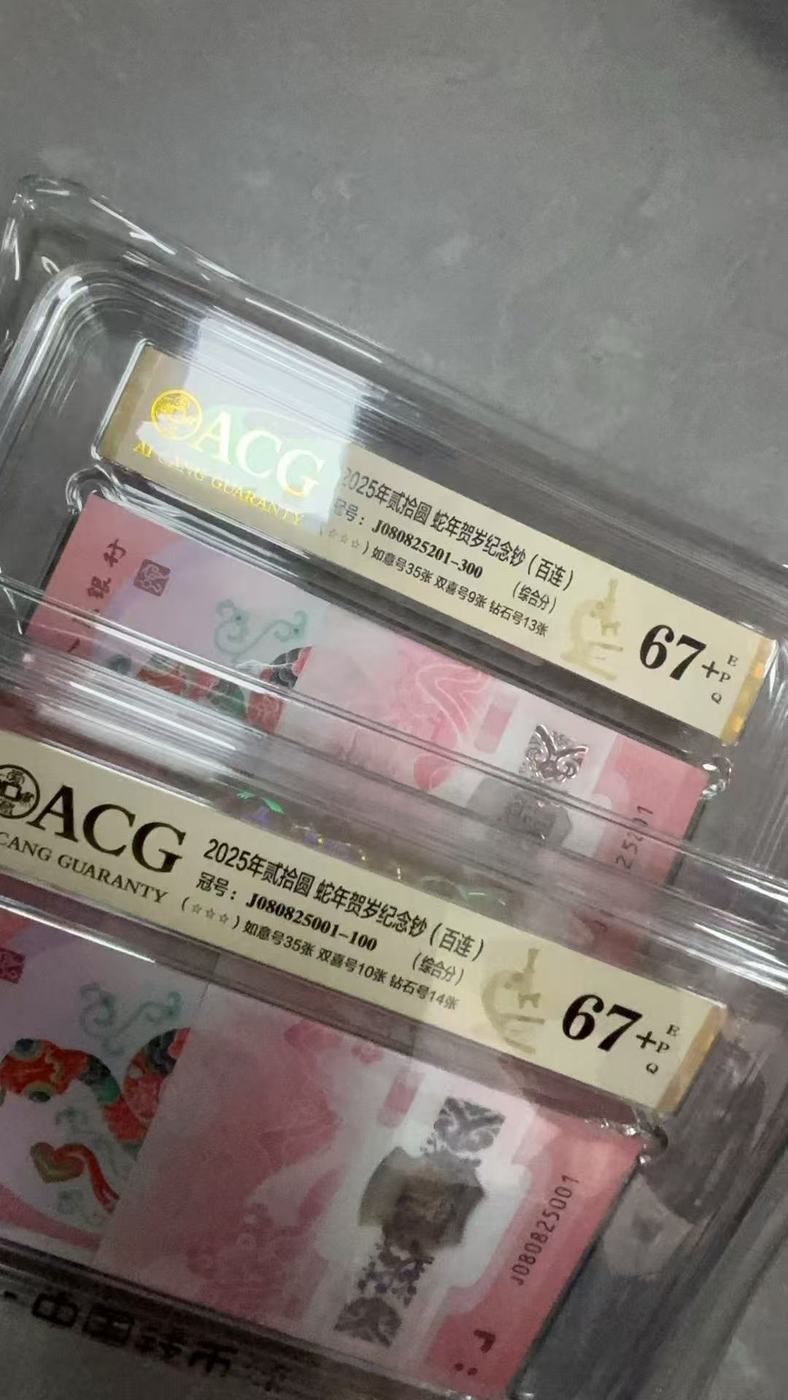 ACG
AI CANG GUARANTY
2025年贰拾圆 蛇年贺岁纪念钞（百连）
冠号：J080825201-300 (综合分)
(☆☆☆) 如意号35张 双喜号9张 钻石号13张
67+
EPQ
银行
25201
ACG
CANG GUARANTY
2025年贰拾圆 蛇年贺岁纪念钞（百连）
冠号：J080825001-100 (综合分)
(☆☆☆) 如意号35张 双喜号10张 钻石号14张
67+
EPQ
J080825001
中国